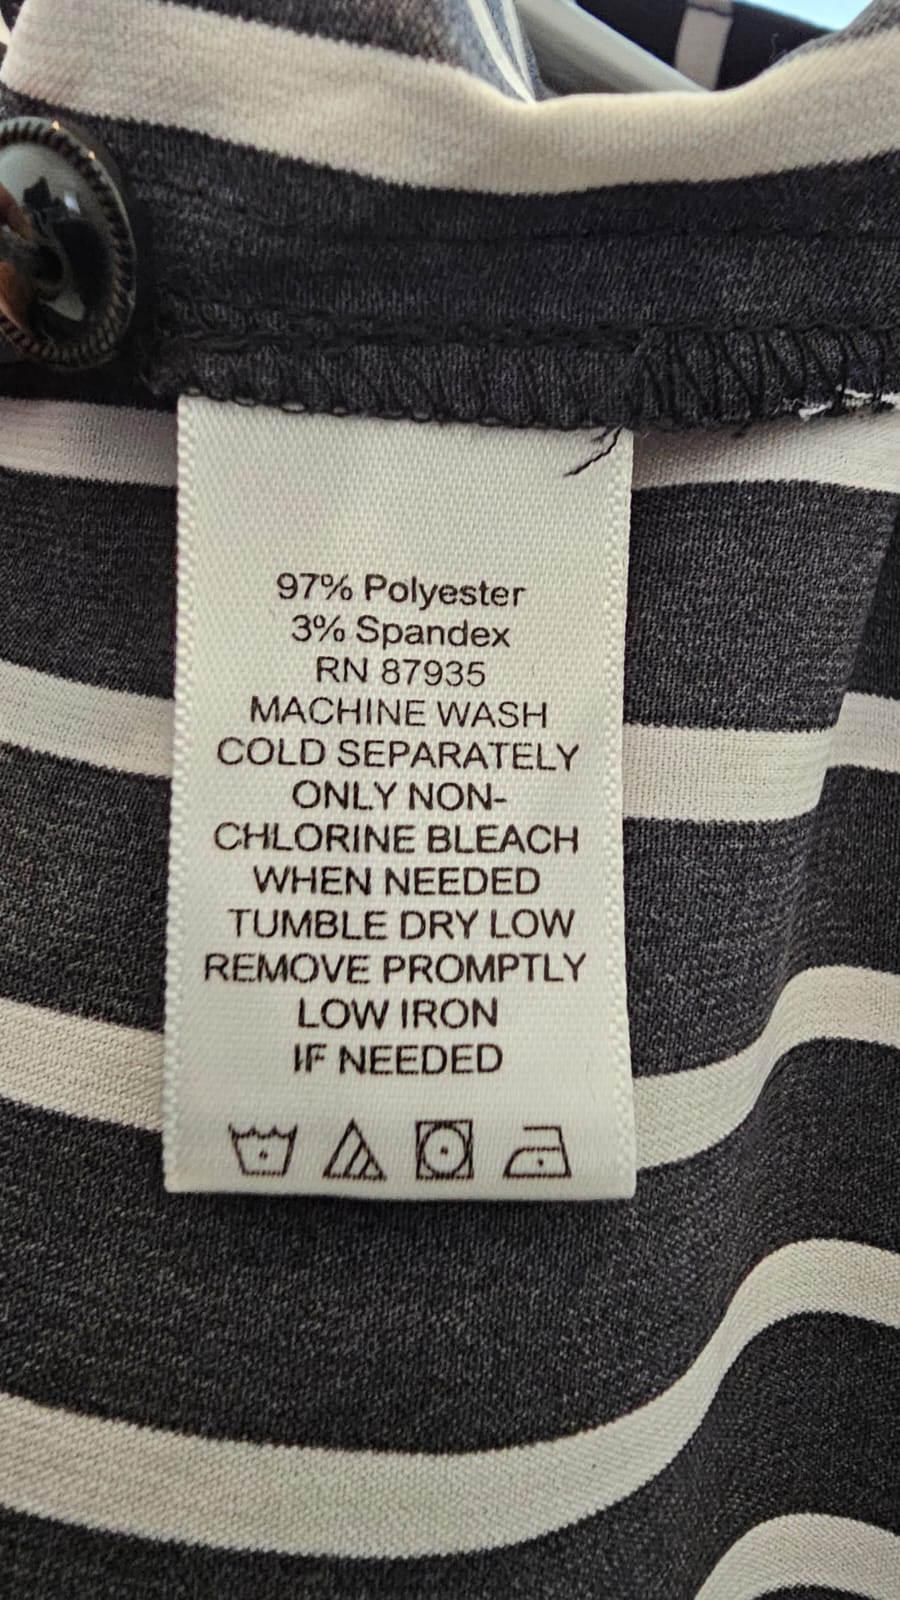 97% Polyester
3% Spandex
RN 87935
MACHINE WASH
COLD SEPARATELY
ONLY NON-
CHLORINE BLEACH
WHEN NEEDED
TUMBLE DRY LOW
REMOVE PROMPTLY
LOW IRON
IF NEEDED